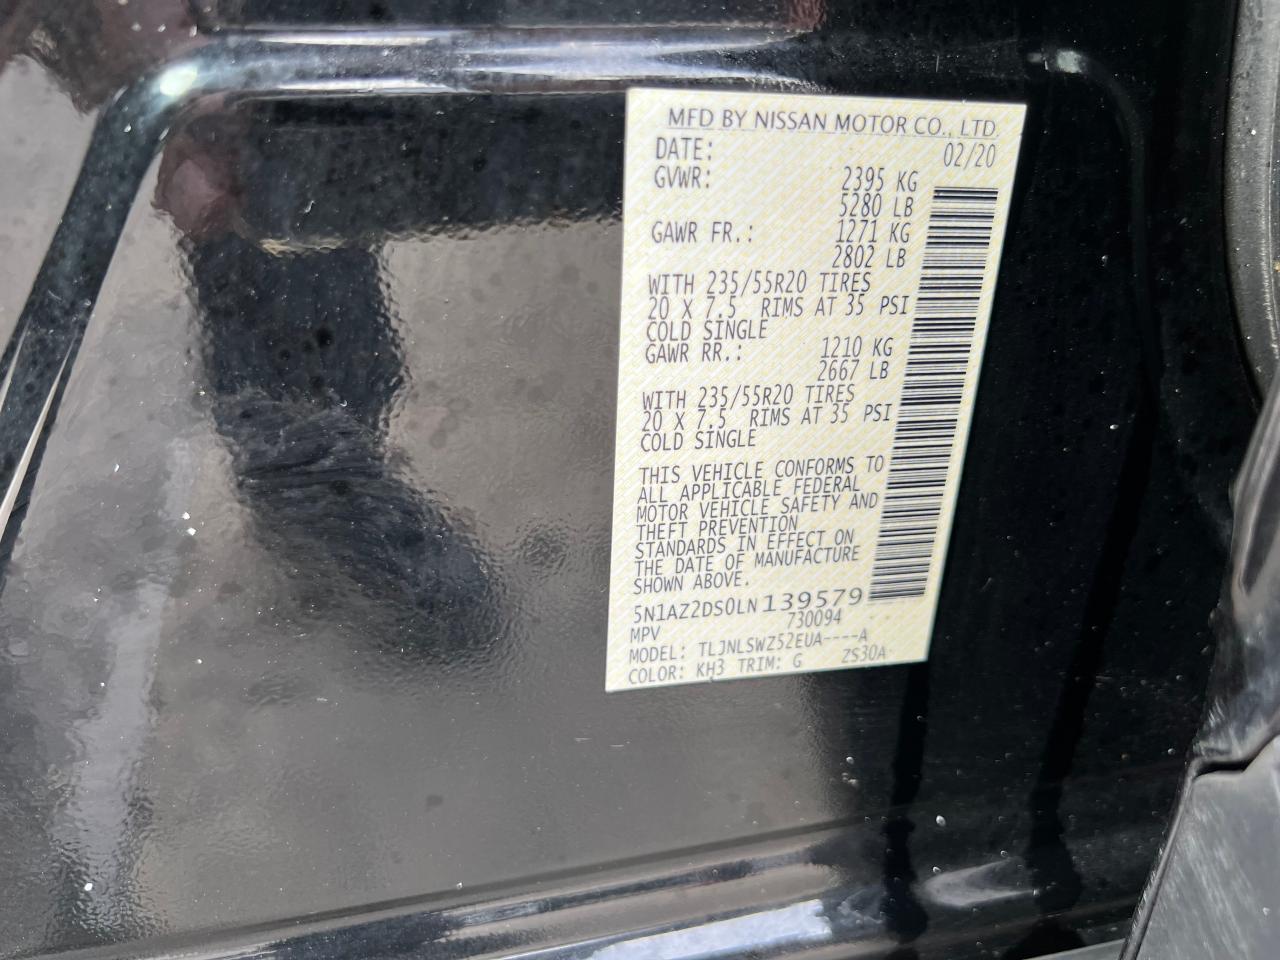 MFD BY NISSAN MOTOR CO., LTD.
DATE: 02/20
GVWR: 2395 KG
5280 LB
GAWR FR.: 1271 KG
2802 LB
WITH 235/55R20 TIRES
20 X 7.5 RIMS AT 35 PSI
COLD SINGLE
GAWR RR.: 1210 KG
2667 LB
WITH 235/55R20 TIRES
20 X 7.5 RIMS AT 35 PSI
COLD SINGLE
THIS VEHICLE CONFORMS TO
ALL APPLICABLE FEDERAL
MOTOR VEHICLE SAFETY AND
THEFT PREVENTION
STANDARDS IN EFFECT ON
THE DATE OF MANUFACTURE
SHOWN ABOVE.
5N1AZ2DS0LN139579
MPV 730094
MODEL: TLJNLSWZ52EUA----A
COLOR: KH3 TRIM: G ZS30A